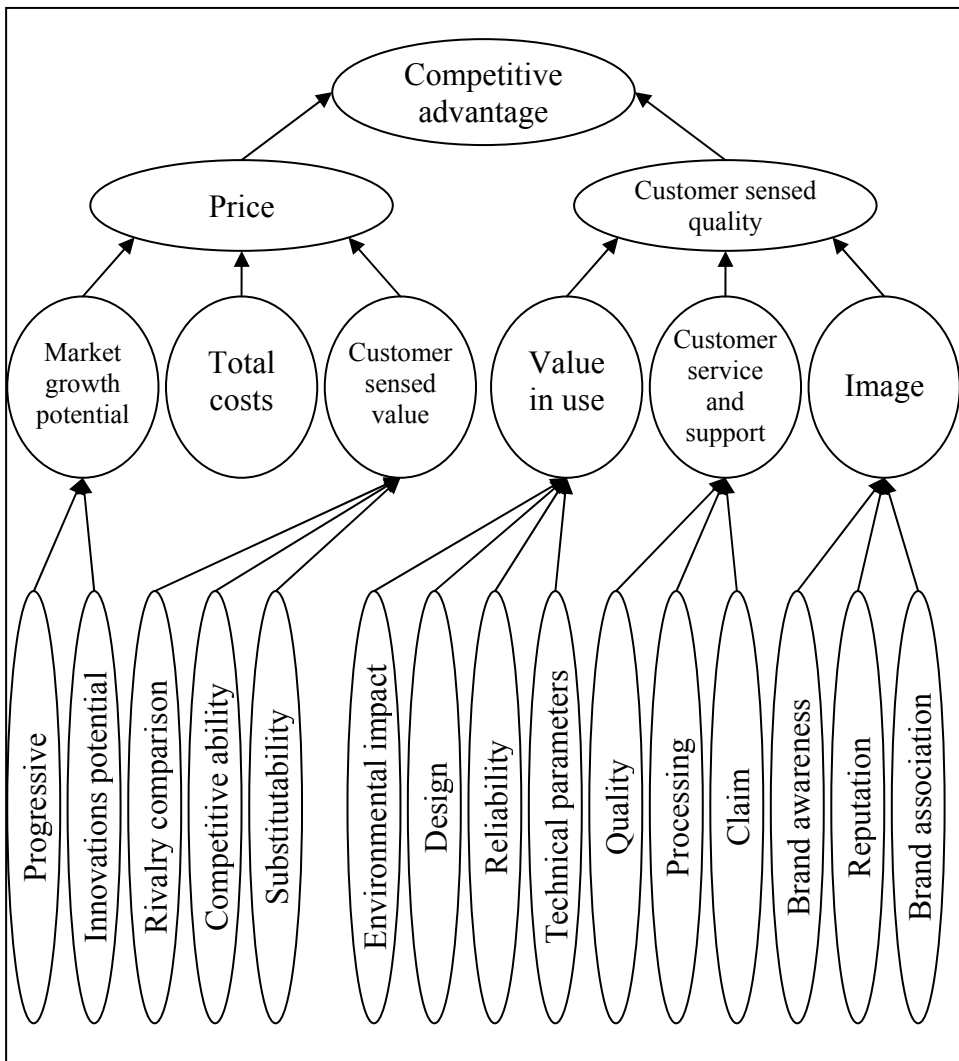 Competitive
advantage
Price
Customer sensed
quality
Market
growth
potential
Total
costs
Customer
sensed
value
Value
in use
Customer
service
and
support
Image
Progressive
Innovations potential
Rivalry comparison
Competitive ability
Substitutability
Environmental impact
Design
Reliability
Technical parameters
Quality
Processing
Claim
Brand awareness
Reputation
Brand association